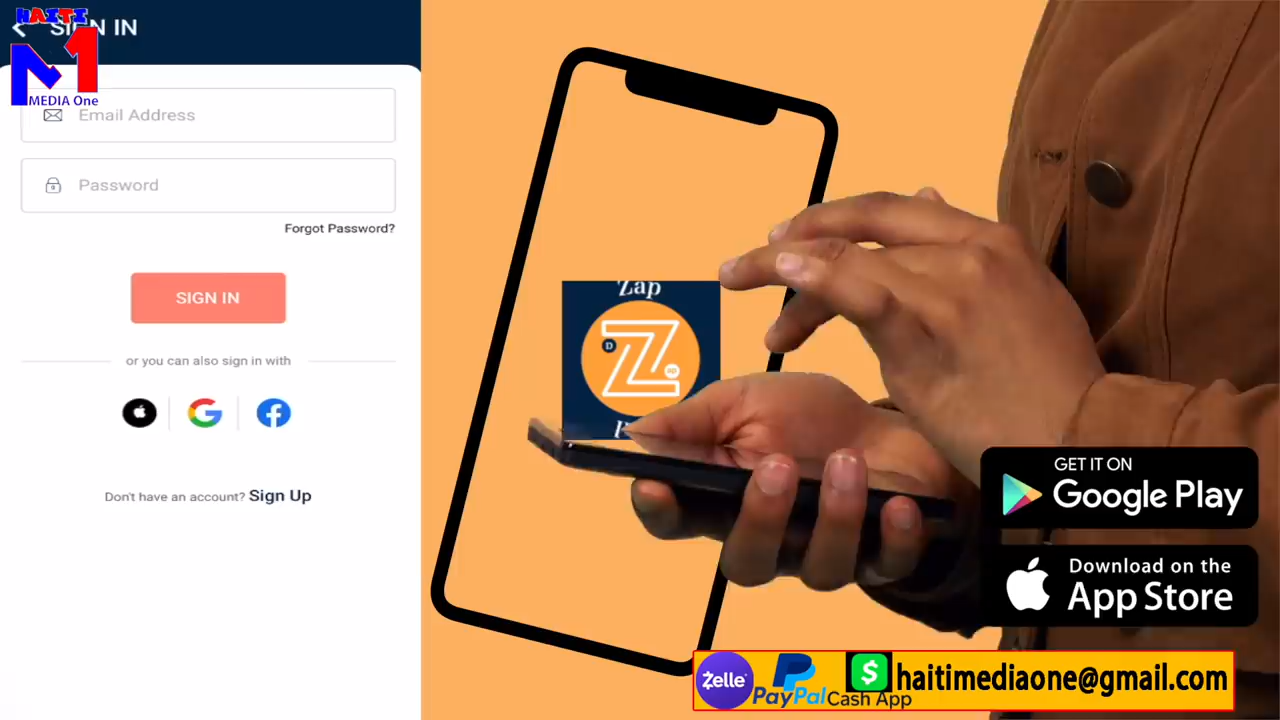 HAITI
M1
MEDIA One
SIGN IN
Email Address
Password
Forgot Password?
SIGN IN
or you can also sign in with
Don't have an account? Sign Up
Zap
Z
D
GET IT ON
Google Play
Download on the
App Store
Zelle
PayPal
$
Cash App
haitimediaone@gmail.com